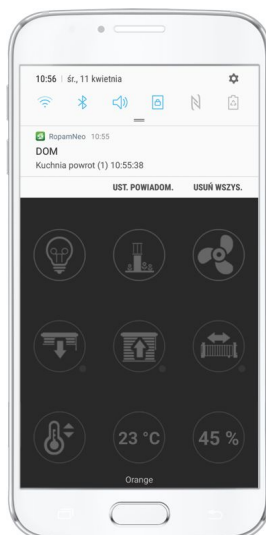 10:56 | śr., 11 kwietnia
RopamNeo 10:55
DOM
Kuchnia powrot (1) 10:55:38
UST. POWIADOM. USUŃ WSZYS.
23 °C 45 %
Orange